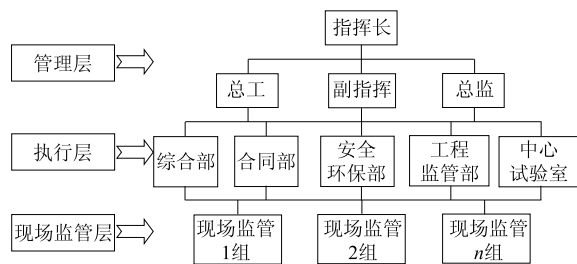 指挥长
管理层
总工
副指挥
总监
执行层
综合部
合同部
安全
环保部
工程
监管部
中心
试验室
现场监管层
现场监管
1组
现场监管
2组
现场监管
n组